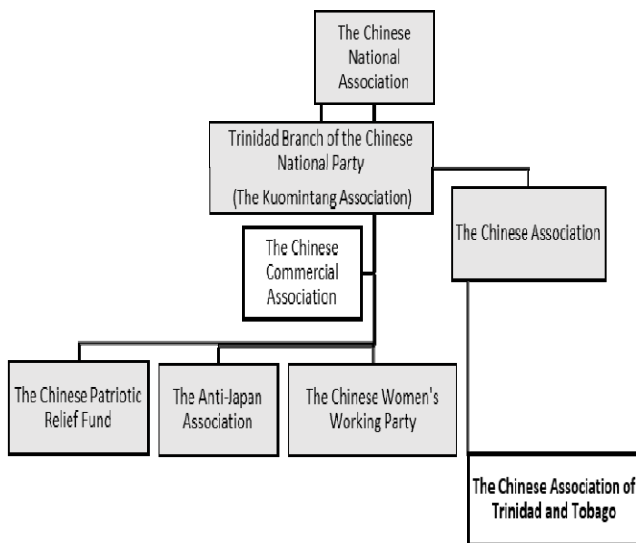 The Chinese
National
Association
Trinidad Branch of the Chinese
National Party
(The Kuomintang Association)
The Chinese Association
The Chinese
Commercial
Association
The Chinese Patriotic
Relief Fund
The Anti-Japan
Association
The Chinese Women's
Working Party
The Chinese Association of
Trinidad and Tobago